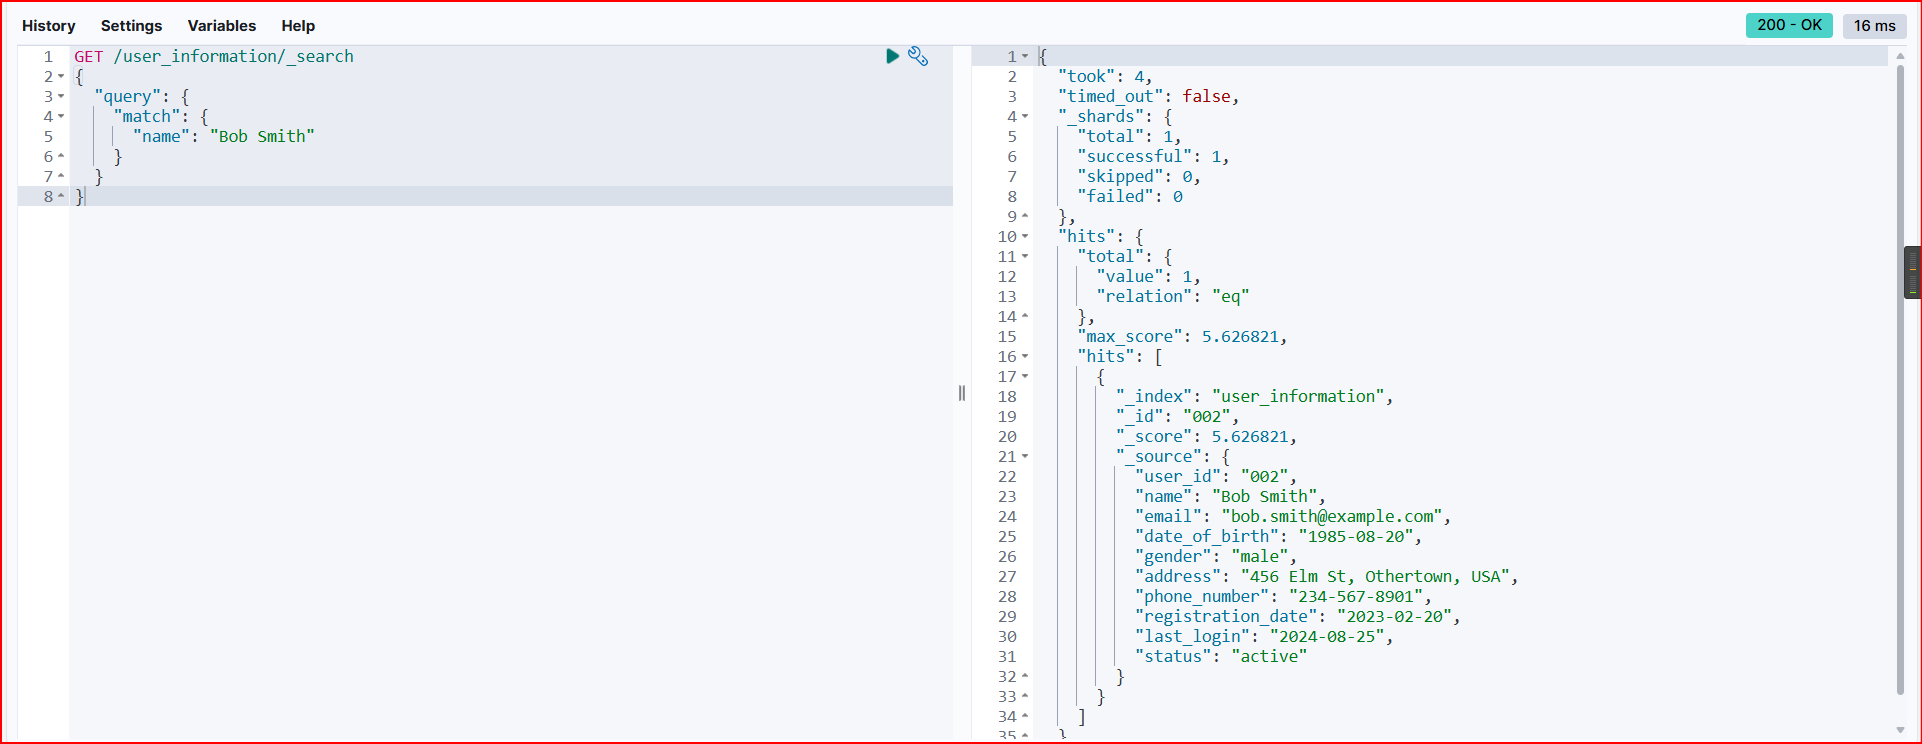 History Settings Variables Help
200 - OK 16 ms
1 GET /user_information/_search
2 {
3 "query": {
4 "match": {
5 "name": "Bob Smith"
6 }
7 }
8 }
1 {
2 "took": 4,
3 "timed_out": false,
4 "_shards": {
5 "total": 1,
6 "successful": 1,
7 "skipped": 0,
8 "failed": 0
9 },
10 "hits": {
11 "total": {
12 "value": 1,
13 "relation": "eq"
14 },
15 "max_score": 5.626821,
16 "hits": [
17 {
18 "_index": "user_information",
19 "_id": "002",
20 "_score": 5.626821,
21 "_source": {
22 "user_id": "002",
23 "name": "Bob Smith",
24 "email": "bob.smith@example.com",
25 "date_of_birth": "1985-08-20",
26 "gender": "male",
27 "address": "456 Elm St, Othertown, USA",
28 "phone_number": "234-567-8901",
29 "registration_date": "2023-02-20",
30 "last_login": "2024-08-25",
31 "status": "active"
32 }
33 }
34 ]
35 }